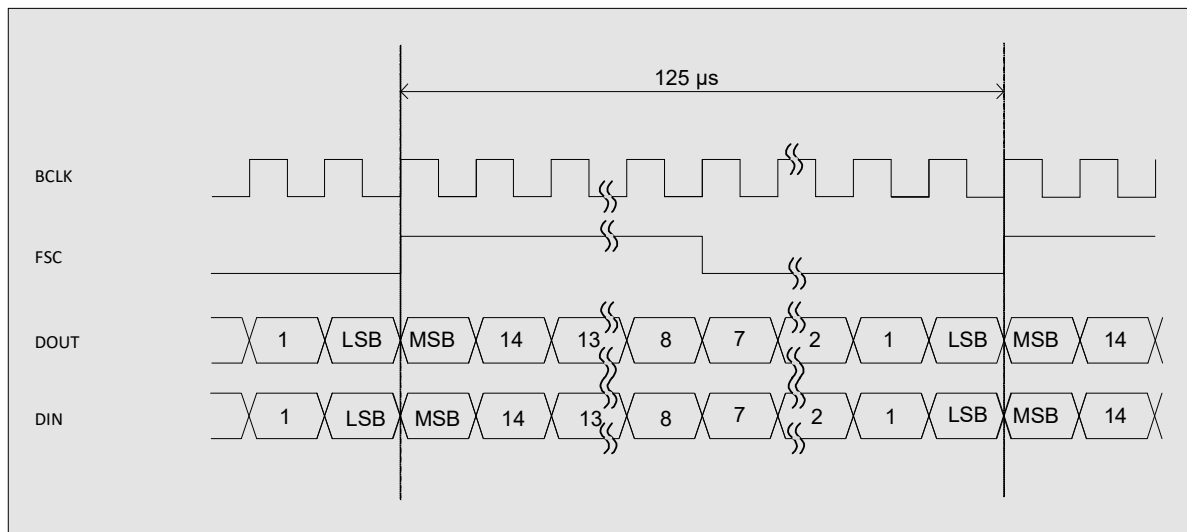 125 µs
BCLK
FSC
DOUT 1 LSB MSB 14 13 8 7 2 1 LSB MSB 14
DIN 1 LSB MSB 14 13 8 7 2 1 LSB MSB 14